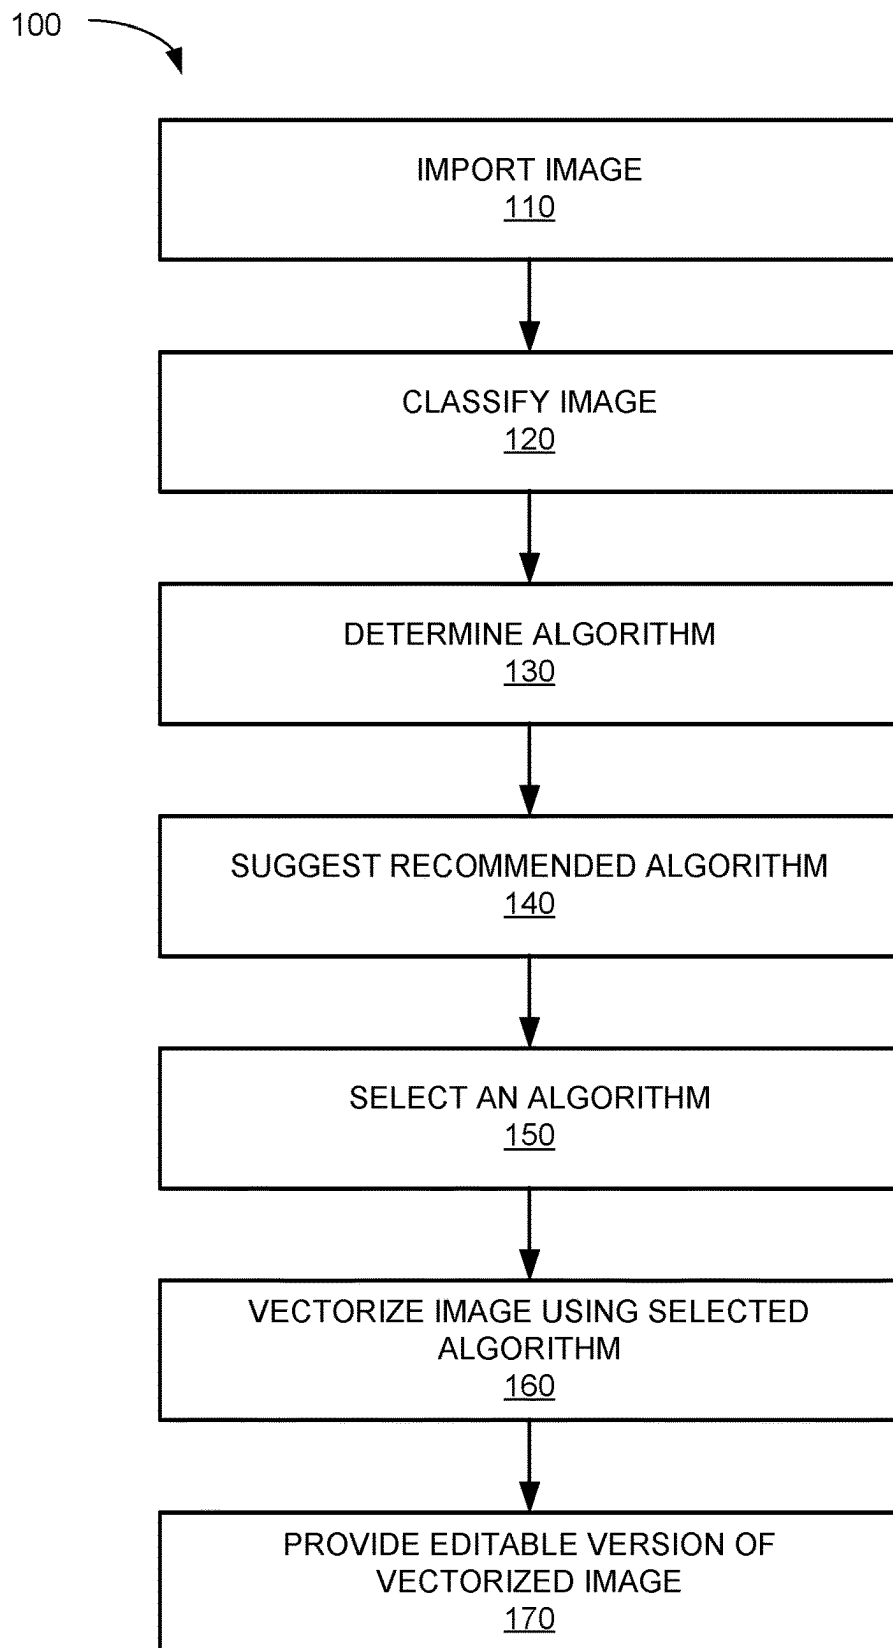 100
IMPORT IMAGE
110
CLASSIFY IMAGE
120
DETERMINE ALGORITHM
130
SUGGEST RECOMMENDED ALGORITHM
140
SELECT AN ALGORITHM
150
VECTORIZE IMAGE USING SELECTED
ALGORITHM
160
PROVIDE EDITABLE VERSION OF
VECTORIZED IMAGE
170